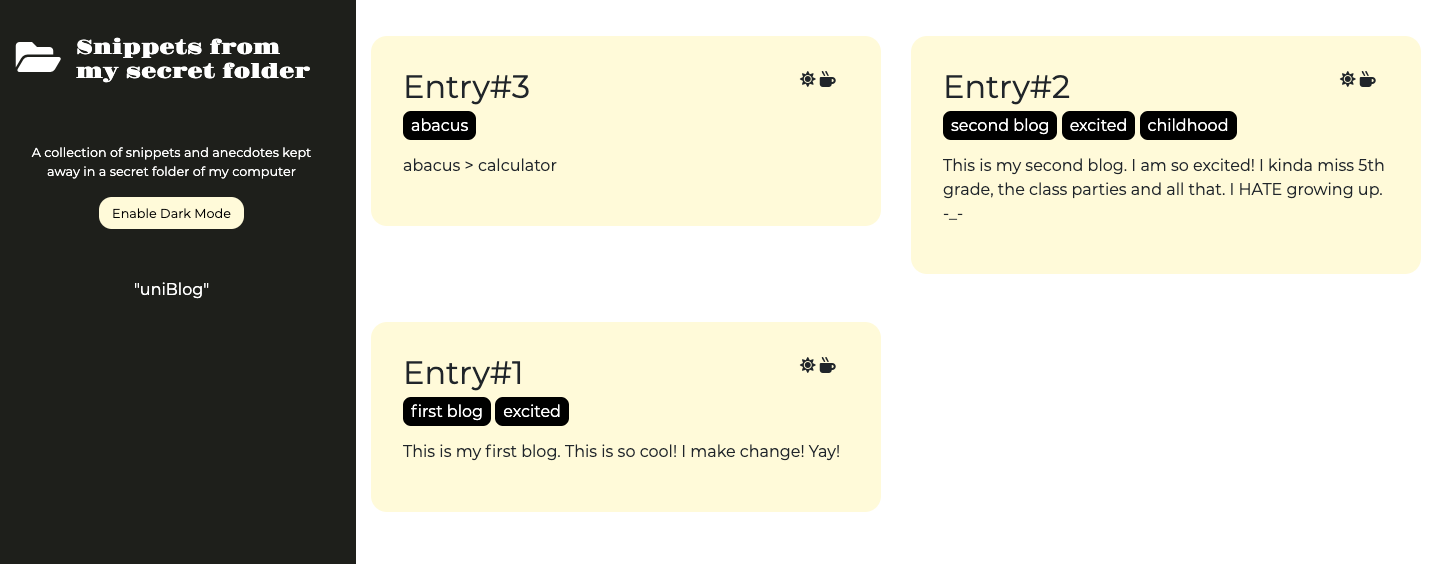 Snippets from
my secret folder
A collection of snippets and anecdotes kept
away in a secret folder of my computer
Enable Dark Mode
"uniBlog"
Entry#3
abacus
abacus > calculator
Entry#2
second blog excited childhood
This is my second blog. I am so excited! I kinda miss 5th
grade, the class parties and all that. I HATE growing up.
-_-
Entry#1
first blog excited
This is my first blog. This is so cool! I make change! Yay!